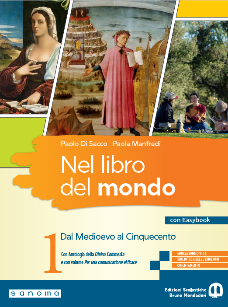 Paolo Di Sacco Paola Manfredi
Nel libro
del mondo
con Easybook
1
Dal Medioevo al Cinquecento
Con Antologia della Divina Commedia
e con volume Per una comunicazione efficace
sanoma
Edizioni Scolastiche
Bruno Mondadori